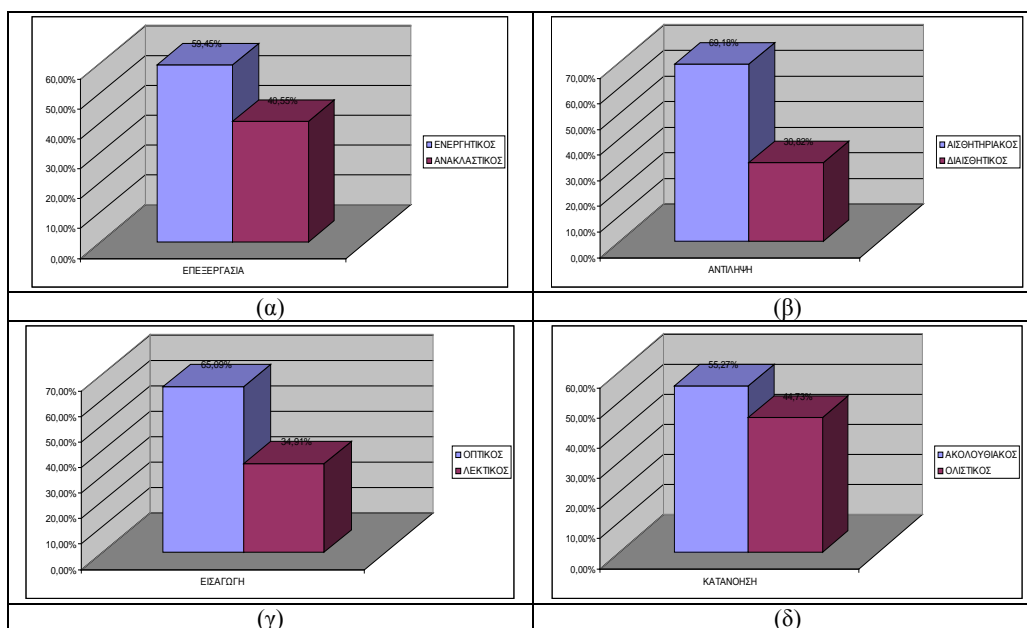 59,45%
40,55%
60,00%
50,00%
40,00%
30,00%
20,00%
10,00%
0,00%
ΕΠΕΞΕΡΓΑΣΙΑ
ΕΝΕΡΓΗΤΙΚΟΣ
ΑΝΑΚΛΑΣΤΙΚΟΣ
(α)
69,18%
30,82%
70,00%
60,00%
50,00%
40,00%
30,00%
20,00%
10,00%
0,00%
ΑΝΤΙΛΗΨΗ
ΑΙΣΘΗΤΗΡΙΑΚΟΣ
ΔΙΑΙΣΘΗΤΙΚΟΣ
(β)
65,09%
34,91%
70,00%
60,00%
50,00%
40,00%
30,00%
20,00%
10,00%
0,00%
ΕΙΣΑΓΩΓΗ
ΟΠΤΙΚΟΣ
ΛΕΚΤΙΚΟΣ
(γ)
55,27%
44,73%
60,00%
50,00%
40,00%
30,00%
20,00%
10,00%
0,00%
ΚΑΤΑΝΟΗΣΗ
ΑΚΟΛΟΥΘΙΑΚΟΣ
ΟΛΙΣΤΙΚΟΣ
(δ)